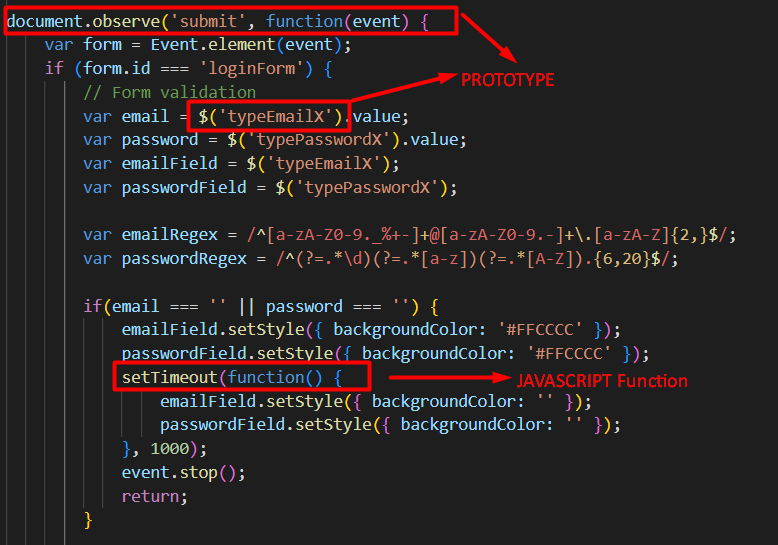 document.observe('submit', function(event) {
    var form = Event.element(event);
    if (form.id === 'loginForm') {
PROTOTYPE
        // Form validation
        var email = $('typeEmailX').value;
        var password = $('typePasswordX').value;
        var emailField = $('typeEmailX');
        var passwordField = $('typePasswordX');
        var emailRegex = /^[a-zA-Z0-9._%+-]+@[a-zA-Z0-9.-]+\.[a-zA-Z]{2,}$/;
        var passwordRegex = /^(?=.*\d)(?=.*[a-z])(?=.*[A-Z]).{6,20}$/;
        if(email === '' || password === '') {
            emailField.setStyle({ backgroundColor: '#FFCCCC' });
            passwordField.setStyle({ backgroundColor: '#FFCCCC' });
            setTimeout(function() {
JAVASCRIPT Function
                emailField.setStyle({ backgroundColor: '' });
                passwordField.setStyle({ backgroundColor: '' });
            }, 1000);
            event.stop();
            return;
        }